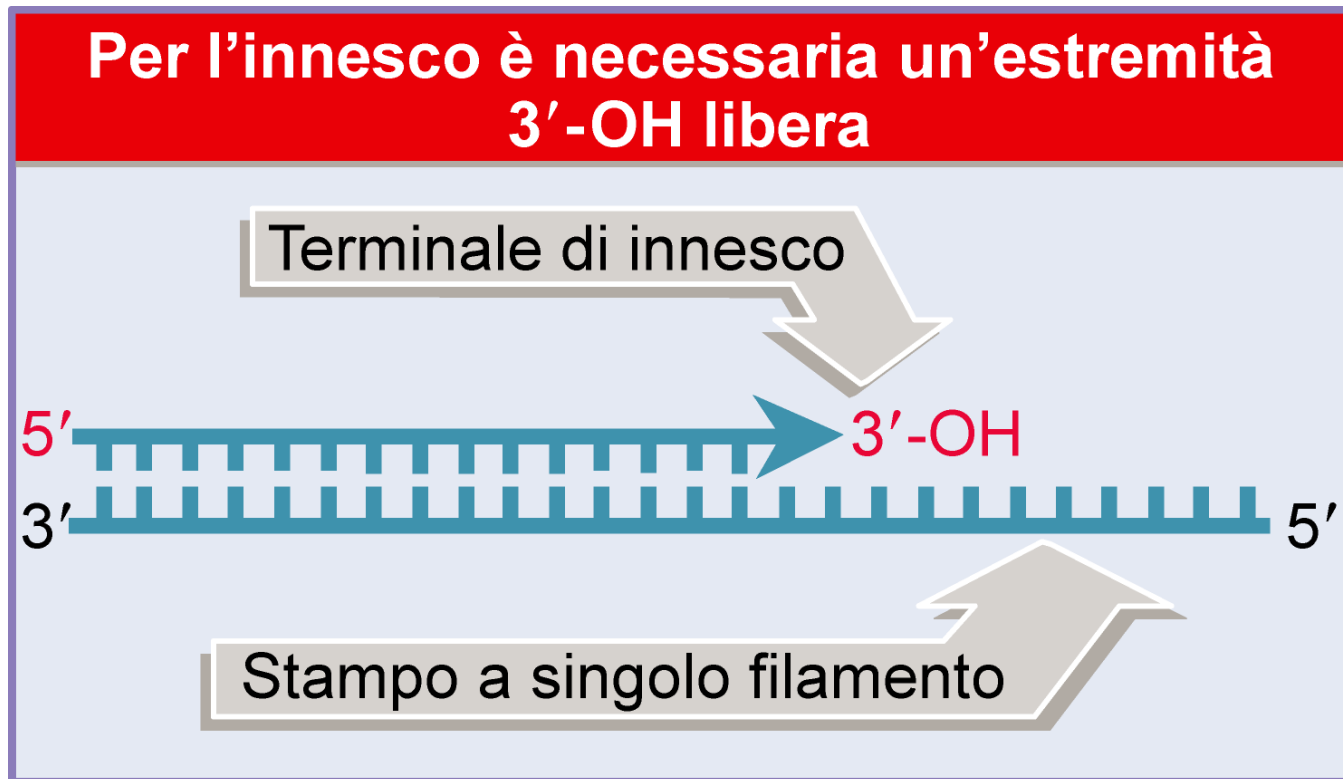 Per l’innesco è necessaria un’estremità
3′-OH libera
Terminale di innesco
5′
3′-OH
3′
5′
Stampo a singolo filamento